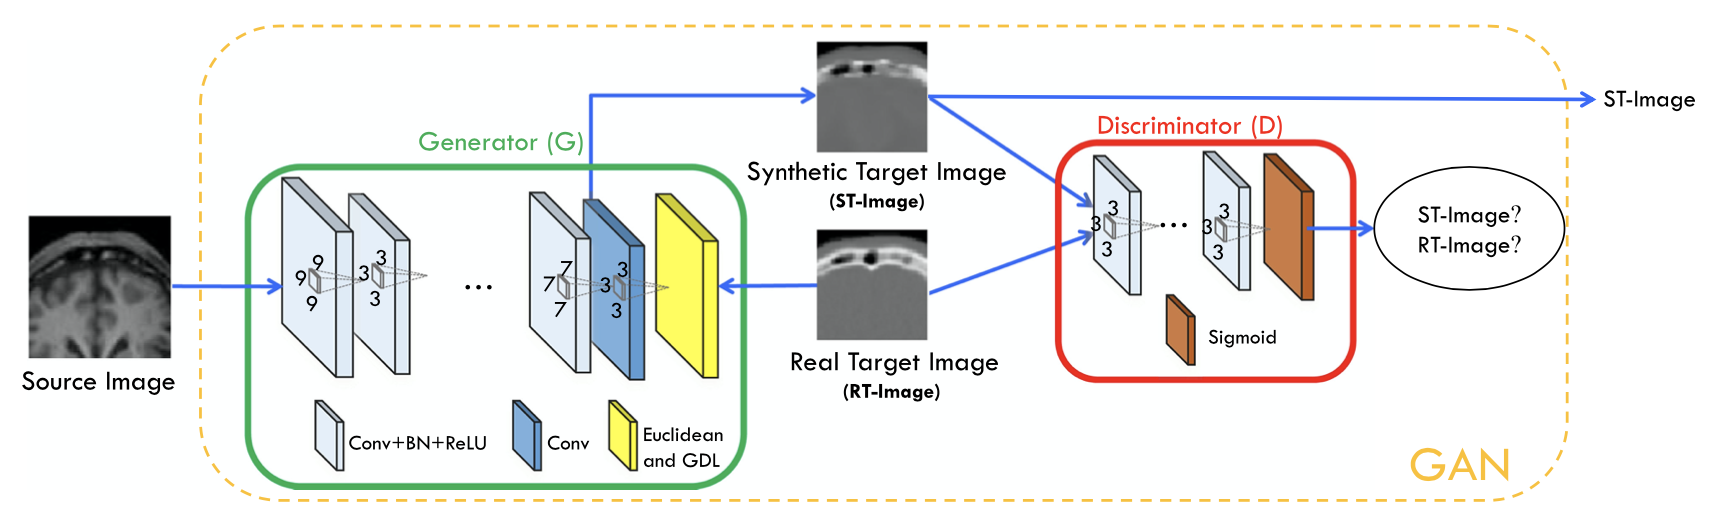 Source Image
Generator (G)
9
9
9
3
3
3
...
7
7
7
3
3
3
Conv+BN+ReLU
Conv
Euclidean
and GDL
Synthetic Target Image
(ST-Image)
Real Target Image
(RT-Image)
Discriminator (D)
3
3
3
...
3
3
3
Sigmoid
ST-Image?
RT-Image?
ST-Image
GAN